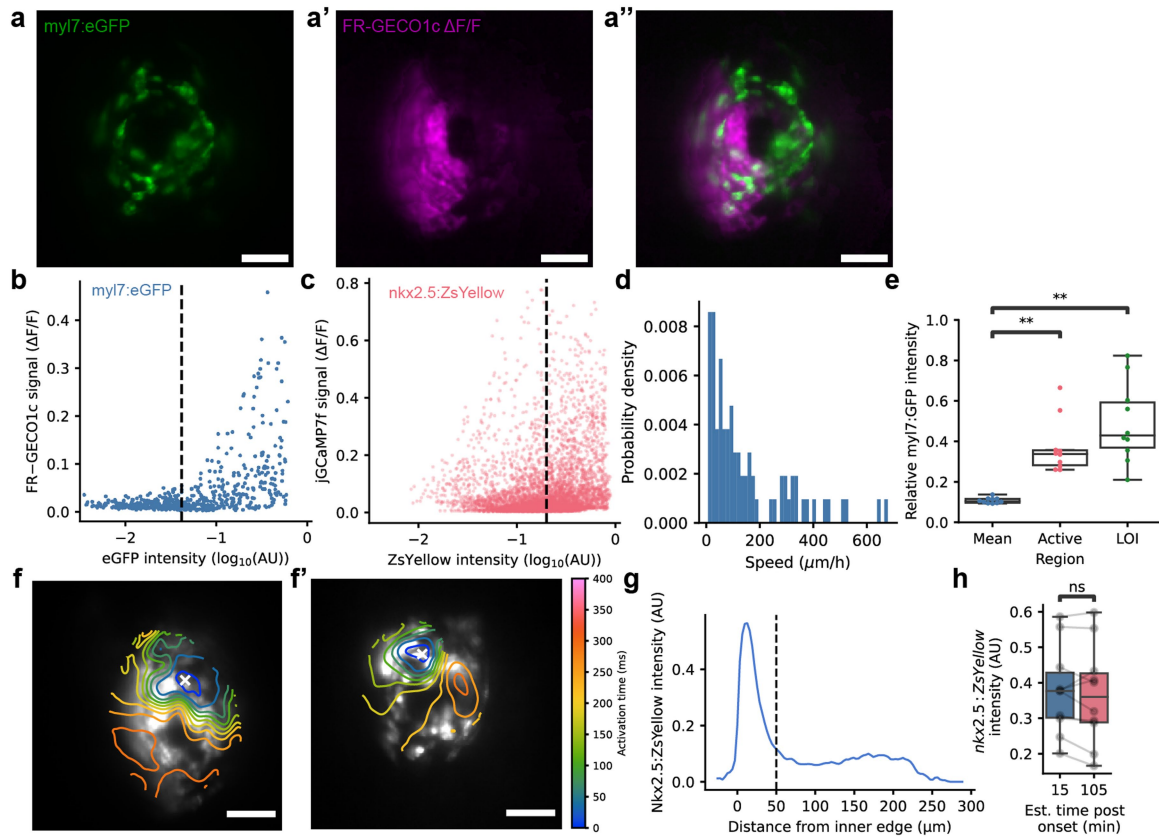 a
myl7:eGFP
a'
FR-GECO1c ΔF/F
a''
b
myl7:eGFP
FR−GECO1c signal (ΔF/F)
0.4
0.3
0.2
0.1
0.0
−2
−1
eGFP intensity (log₁₀(AU))
c
nkx2.5:ZsYellow
jGCaMP7f signal (ΔF/F)
0.8
0.6
0.4
0.2
0.0
−2
−1
0
ZsYellow intensity (log₁₀(AU))
d
Probability density
0.008
0.006
0.004
0.002
0.000
0
200
400
600
Speed (μm/h)
e
**
**
Relative myl7:GFP intensity
1.0
0.8
0.6
0.4
0.2
0.0
Mean
Active
Region
LOI
f
f'
400
350
300
250
200
150
100
50
0
Activation time (ms)
g
Nkx2.5:ZsYellow intensity (AU)
0.4
0.2
0.0
0
50
100
150
200
250
300
Distance from inner edge (μm)
h
ns
nkx2.5:ZsYellow
intensity (AU)
0.6
0.5
0.4
0.3
0.2
15
105
Est. time post
onset (min)